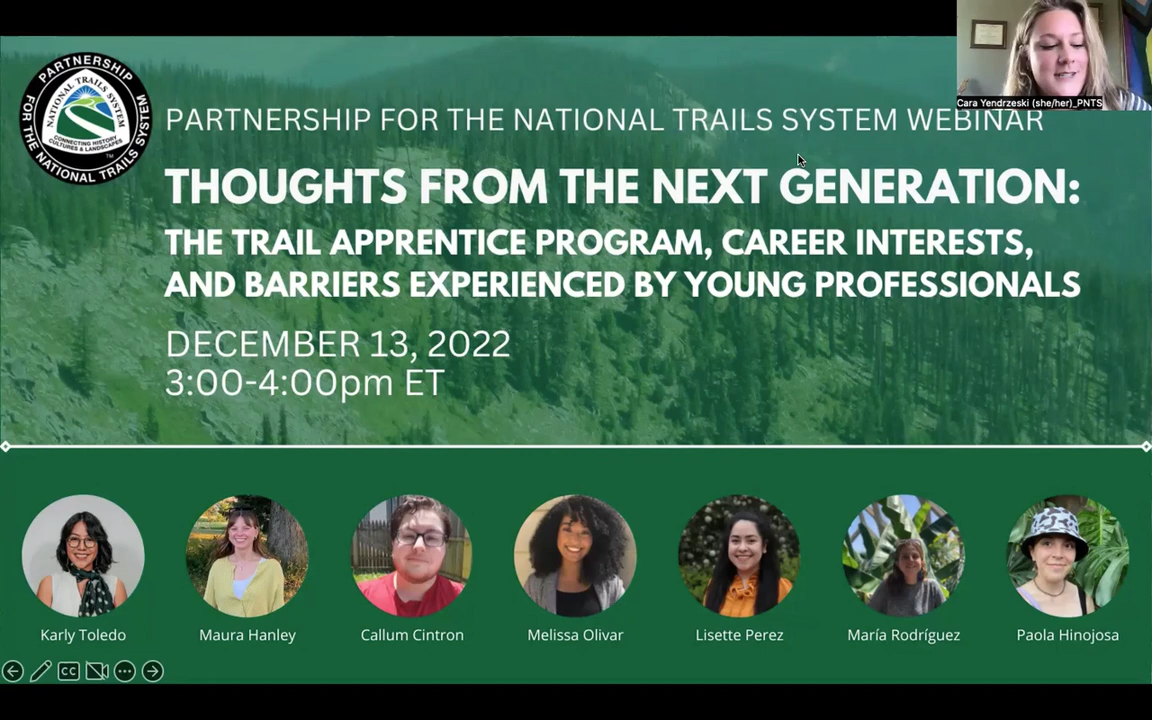 PARTNERSHIP
FOR THE NATIONAL TRAILS SYSTEM
NATIONAL TRAILS SYSTEM
CONNECTING HISTORY
CULTURES & LANDSCAPES
TM
Cara Yendrzeski (she/her)_PNTS
PARTNERSHIP FOR THE NATIONAL TRAILS SYSTEM WEBINAR
THOUGHTS FROM THE NEXT GENERATION:
THE TRAIL APPRENTICE PROGRAM, CAREER INTERESTS,
AND BARRIERS EXPERIENCED BY YOUNG PROFESSIONALS
DECEMBER 13, 2022
3:00-4:00pm ET
Karly Toledo
Maura Hanley
Callum Cintron
Melissa Olivar
Lisette Perez
María Rodríguez
Paola Hinojosa
CC